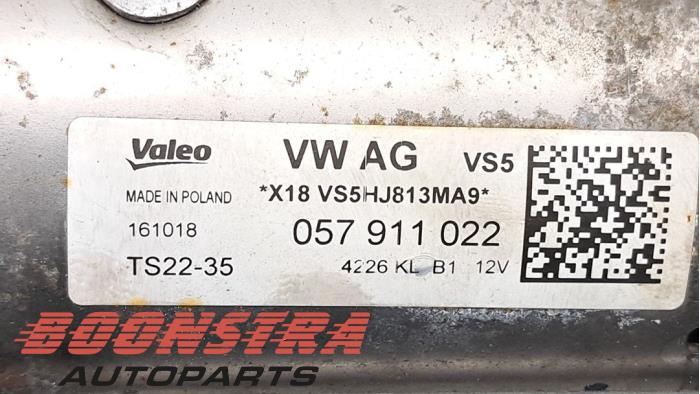 Valeo VW AG VS5
MADE IN POLAND *X18 VS5HJ813MA9*
161018 057 911 022
TS22-35 4226 KL B1 12V
BOONSTRA
AUTOPARTS